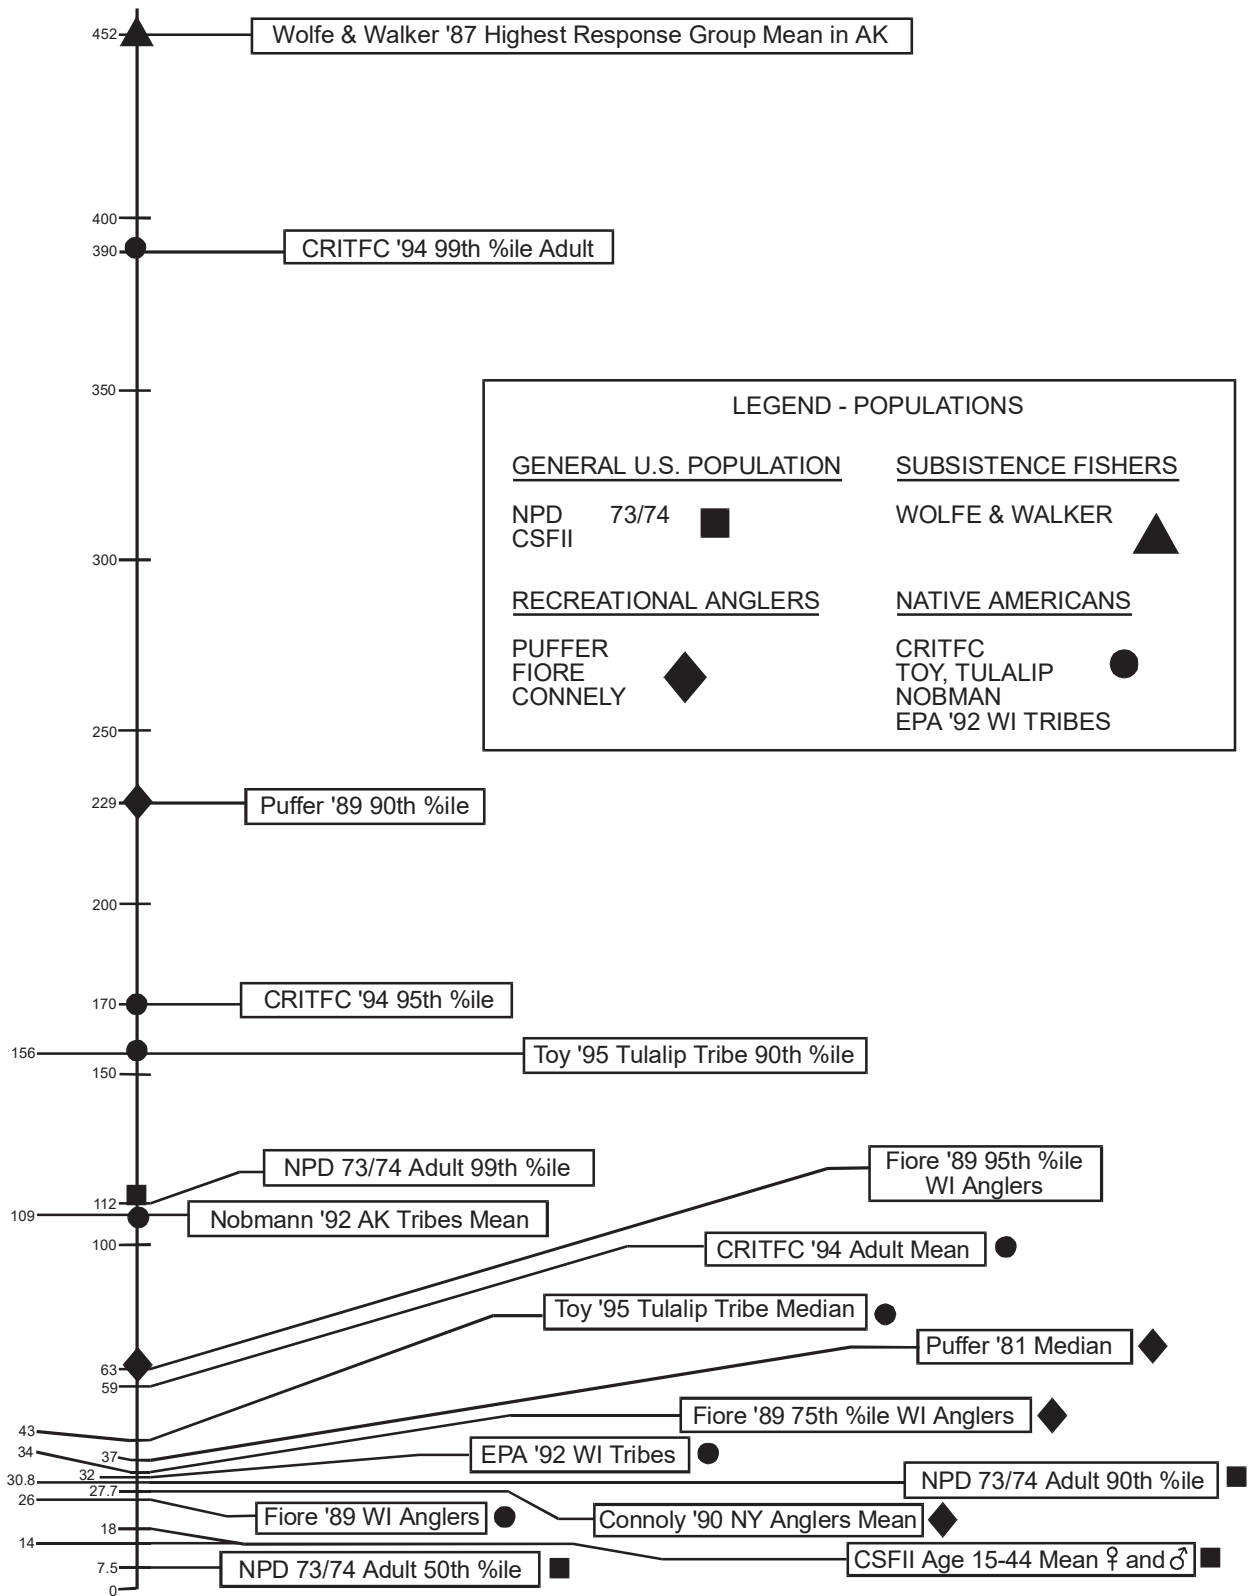 452 Wolfe & Walker '87 Highest Response Group Mean in AK
400
390 CRITFC '94 99th %ile Adult
350
LEGEND - POPULATIONS
GENERAL U.S. POPULATION
NPD 73/74
CSFII
SUBSISTENCE FISHERS
WOLFE & WALKER
300
RECREATIONAL ANGLERS
PUFFER
FIORE
CONNELY
NATIVE AMERICANS
CRITFC
TOY, TULALIP
NOBMAN
EPA '92 WI TRIBES
250
229 Puffer '89 90th %ile
200
170 CRITFC '94 95th %ile
156 Toy '95 Tulalip Tribe 90th %ile
150
NPD 73/74 Adult 99th %ile
Fiore '89 95th %ile
WI Anglers
112
109 Nobmann '92 AK Tribes Mean
100
CRITFC '94 Adult Mean
Toy '95 Tulalip Tribe Median
Puffer '81 Median
63
59
Fiore '89 75th %ile WI Anglers
43
34
37
EPA '92 WI Tribes
32
30.8
NPD 73/74 Adult 90th %ile
27.7
26
Fiore '89 WI Anglers
Connoly '90 NY Anglers Mean
18
14
CSFII Age 15-44 Mean ♀ and ♂
7.5
NPD 73/74 Adult 50th %ile
0